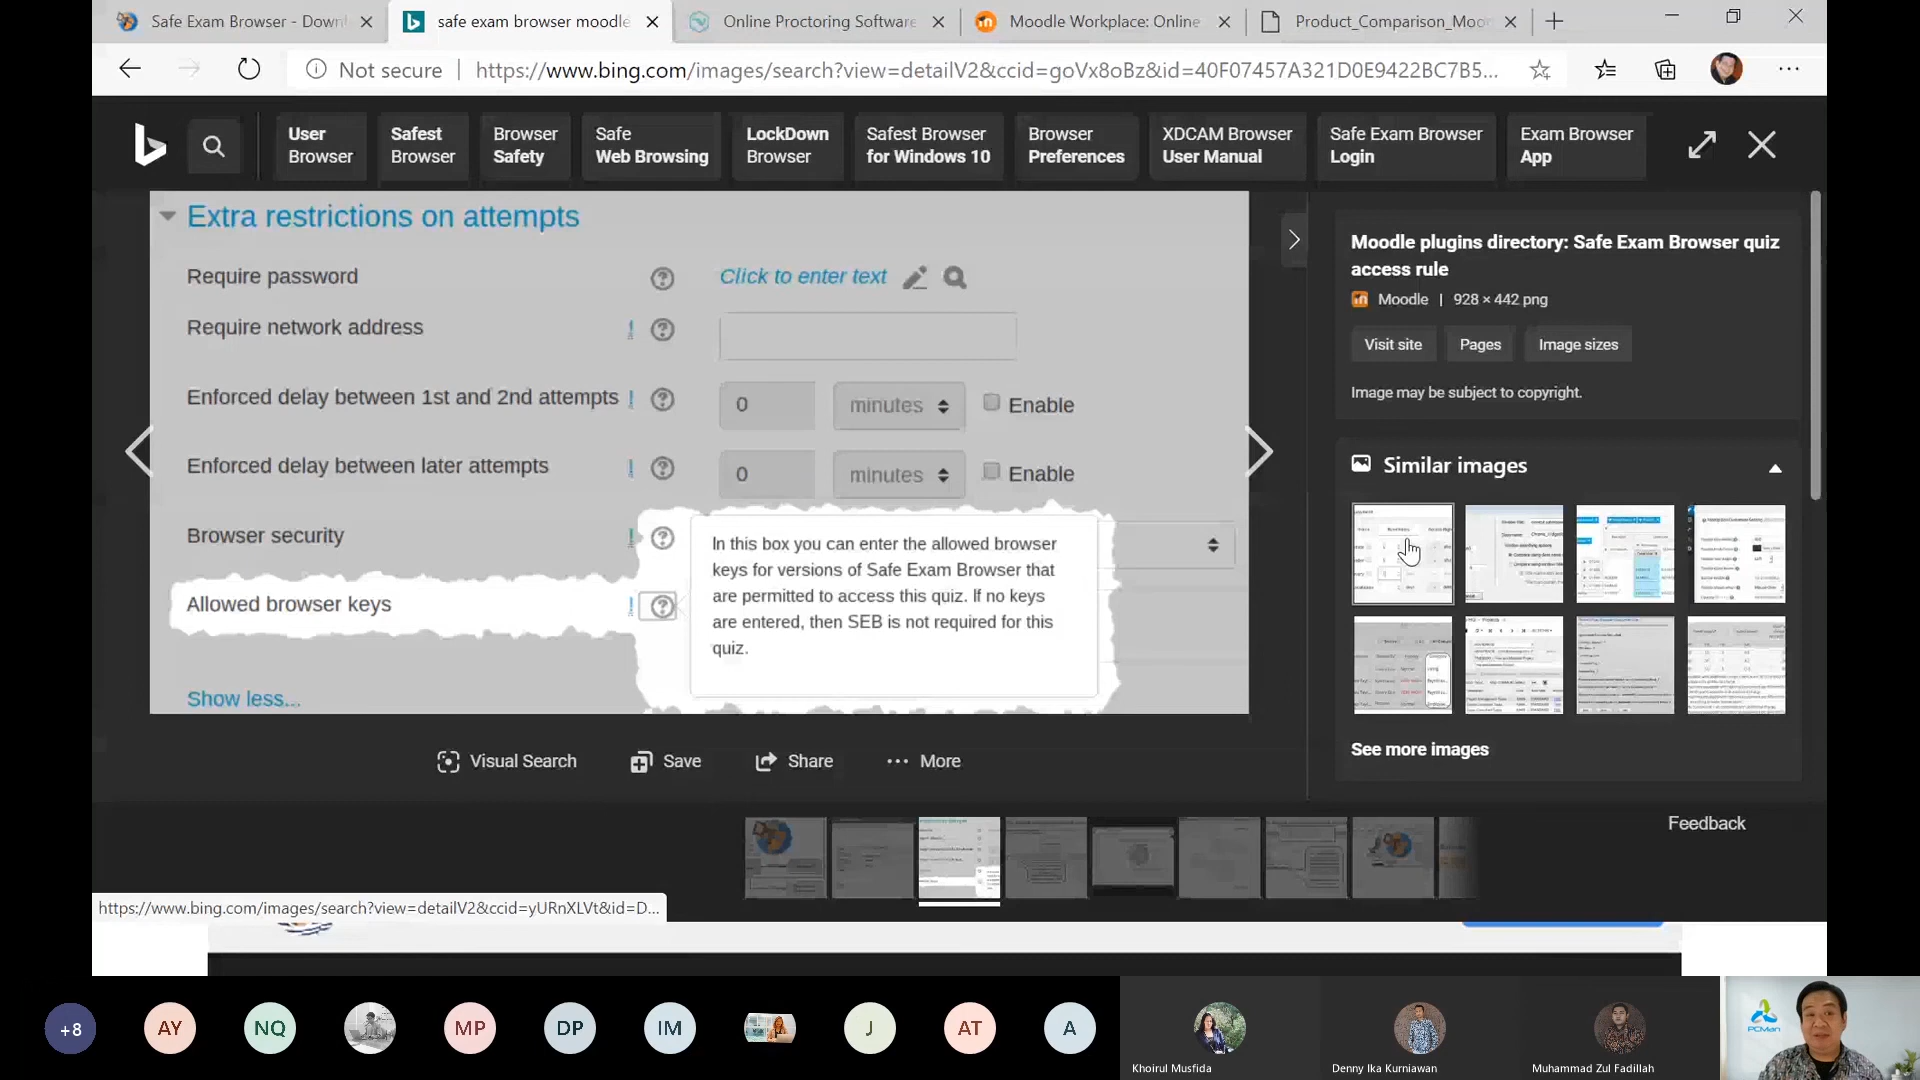 Safe Exam Browser - Downl
safe exam browser moodle
Online Proctoring Software
Moodle Workplace: Online
Product_Comparison_Mood
Not secure
https://www.bing.com/images/search?view=detailV2&ccid=goVx8oBz&id=40F07457A321D0E9422BC7B5...
User
Browser
Safest
Browser
Browser
Safety
Safe
Web Browsing
LockDown
Browser
Safest Browser
for Windows 10
Browser
Preferences
XDCAM Browser
User Manual
Safe Exam Browser
Login
Exam Browser
App
Extra restrictions on attempts
Require password
Click to enter text
Require network address
Enforced delay between 1st and 2nd attempts
0
minutes
Enable
Enforced delay between later attempts
0
minutes
Enable
Browser security
Allowed browser keys
In this box you can enter the allowed browser
keys for versions of Safe Exam Browser that
are permitted to access this quiz. If no keys
are entered, then SEB is not required for this
quiz.
Show less...
Moodle plugins directory: Safe Exam Browser quiz
access rule
Moodle | 928 × 442 png
Visit site
Pages
Image sizes
Image may be subject to copyright.
Similar images
See more images
Visual Search
Save
Share
More
Feedback
https://www.bing.com/images/search?view=detailV2&ccid=yURnXLVt&id=D...
+8
AY
NQ
MP
DP
IM
J
AT
A
Khoirul Musfida
Denny Ika Kurniawan
Muhammad Zul Fadillah
PCMan